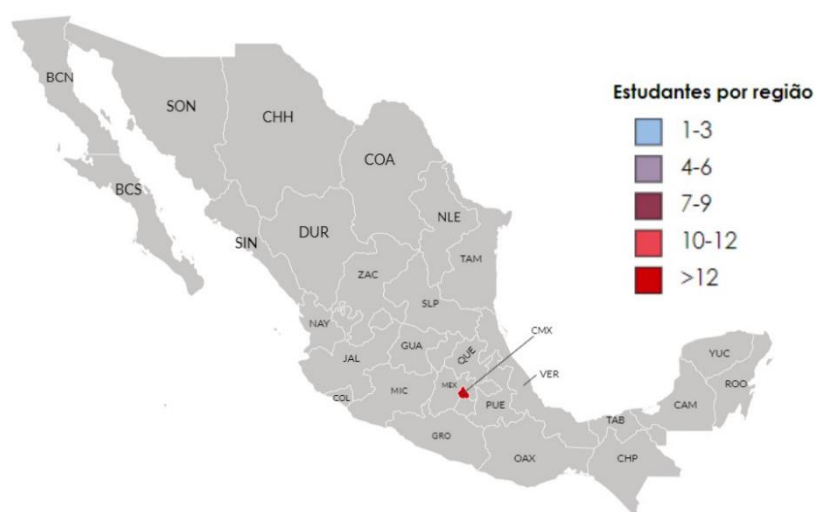 BCN
SON
CHH
COA
BCS
NLE
SIN
DUR
TAM
ZAC
SLP
NAY
CMX
JAL
GUA
QUE
VER
COL
MIC
MEX
PUE
GRO
OAX
TAB
CHP
CAM
YUC
ROO
Estudantes por região
1-3
4-6
7-9
10-12
>12